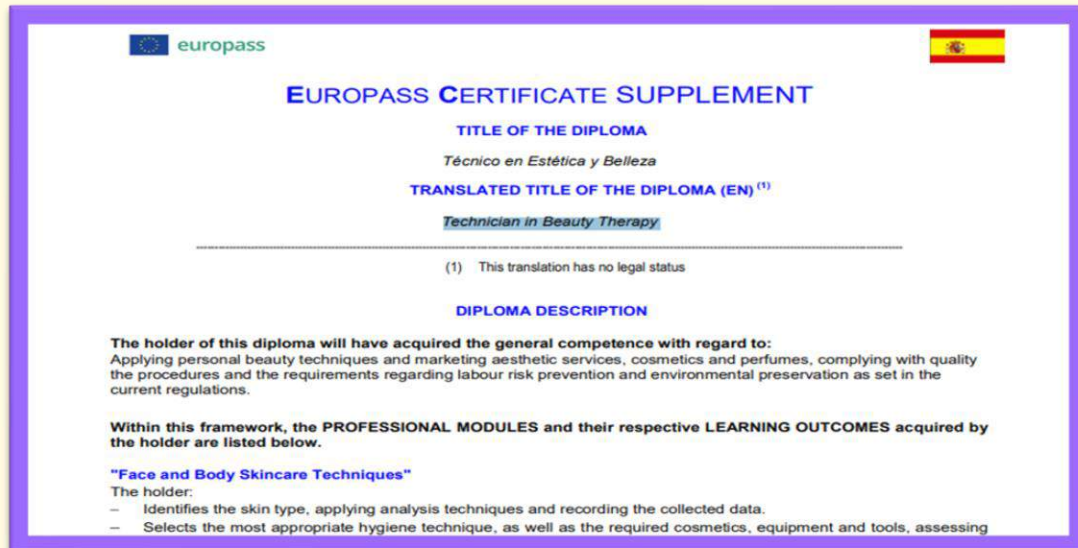 europass
EUROPASS CERTIFICATE SUPPLEMENT
TITLE OF THE DIPLOMA
Técnico en Estética y Belleza
TRANSLATED TITLE OF THE DIPLOMA (EN) (1)
Technician in Beauty Therapy
(1) This translation has no legal status
DIPLOMA DESCRIPTION
The holder of this diploma will have acquired the general competence with regard to:
Applying personal beauty techniques and marketing aesthetic services, cosmetics and perfumes, complying with quality
the procedures and the requirements regarding labour risk prevention and environmental preservation as set in the
current regulations.
Within this framework, the PROFESSIONAL MODULES and their respective LEARNING OUTCOMES acquired by
the holder are listed below.
"Face and Body Skincare Techniques"
The holder:
– Identifies the skin type, applying analysis techniques and recording the collected data.
– Selects the most appropriate hygiene technique, as well as the required cosmetics, equipment and tools, assessing